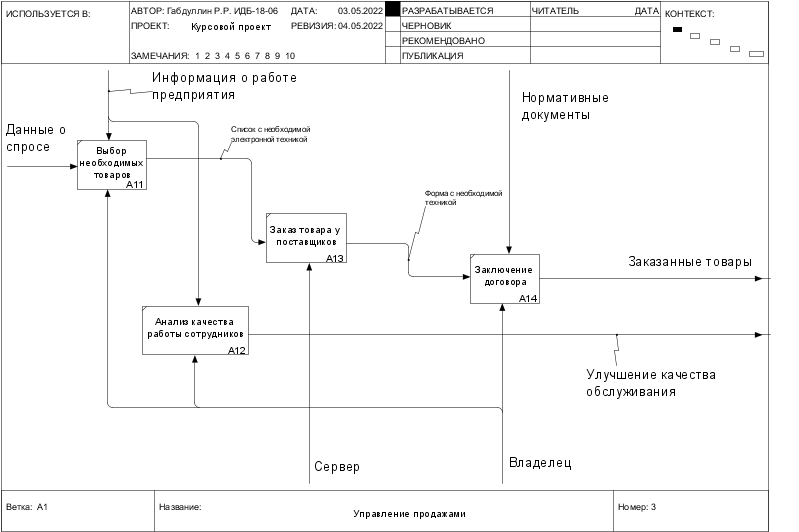 ИСПОЛЬЗУЕТСЯ В:
АВТОР: Габдуллин Р.Р. ИДБ-18-06
ДАТА: 03.05.2022
ПРОЕКТ: Курсовой проект
РЕВИЗИЯ: 04.05.2022
ЗАМЕЧАНИЯ: 1 2 3 4 5 6 7 8 9 10
РАЗРАБАТЫВАЕТСЯ
ЧЕРНОВИК
РЕКОМЕНДОВАНО
ПУБЛИКАЦИЯ
ЧИТАТЕЛЬ
ДАТА
КОНТЕКСТ:
Информация о работе
предприятия
Нормативные
документы
Данные о
спросе
Список с необходимой
электронной техникой
Выбор
необходимых
товаров
A11
Форма с необходимой
техникой
Заказ товара у
поставщиков
A13
Заключение
договора
A14
Заказанные товары
Анализ качества
работы сотрудников
A12
Улучшение качества
обслуживания
Сервер
Владелец
Ветка: A1
Название:
Управление продажами
Номер: 3